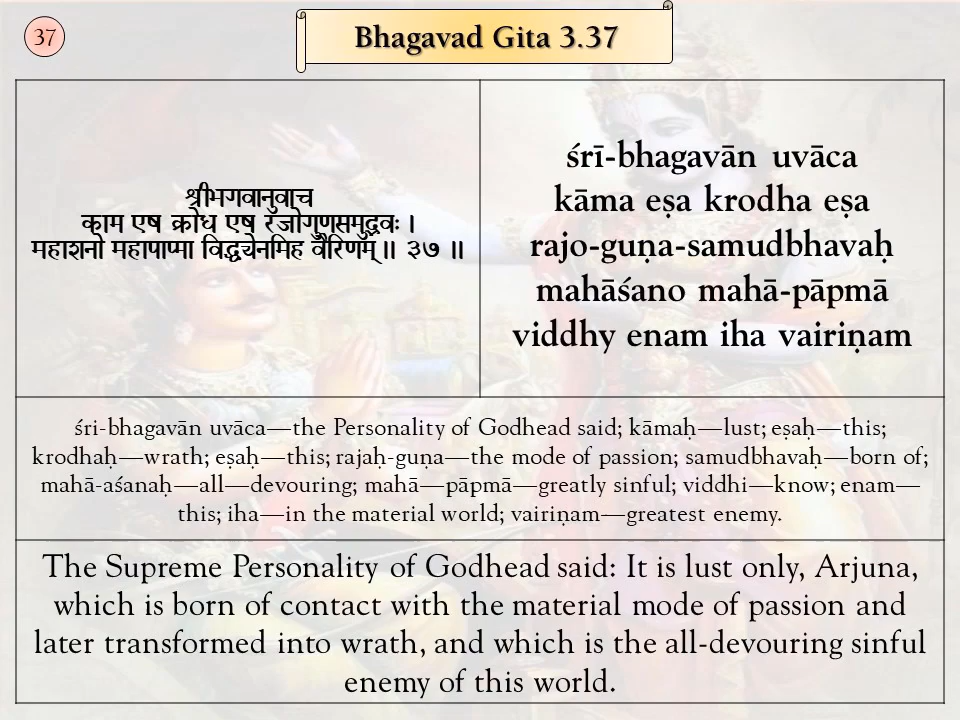 37
Bhagavad Gita 3.37
श्रीभगवानुवाच
काम एष क्रोध एष रजोगुणसमुद्भवः ।
महाशनो महापाप्मा विद्ध्येनमिह वैरिणम् ॥ ३७ ॥
śrī-bhagavān uvāca
kāma eṣa krodha eṣa
rajo-guṇa-samudbhavaḥ
mahāśano mahā-pāpmā
viddhy enam iha vairiṇam
śri-bhagavān uvāca—the Personality of Godhead said; kāmaḥ—lust; eṣaḥ—this;
krodhaḥ—wrath; eṣaḥ—this; rajaḥ-guṇa—the mode of passion; samudbhavaḥ—born of;
mahā-aśanaḥ—all—devouring; mahā—pāpmā—greatly sinful; viddhi—know; enam—
this; iha—in the material world; vairiṇam—greatest enemy.
The Supreme Personality of Godhead said: It is lust only, Arjuna,
which is born of contact with the material mode of passion and
later transformed into wrath, and which is the all-devouring sinful
enemy of this world.